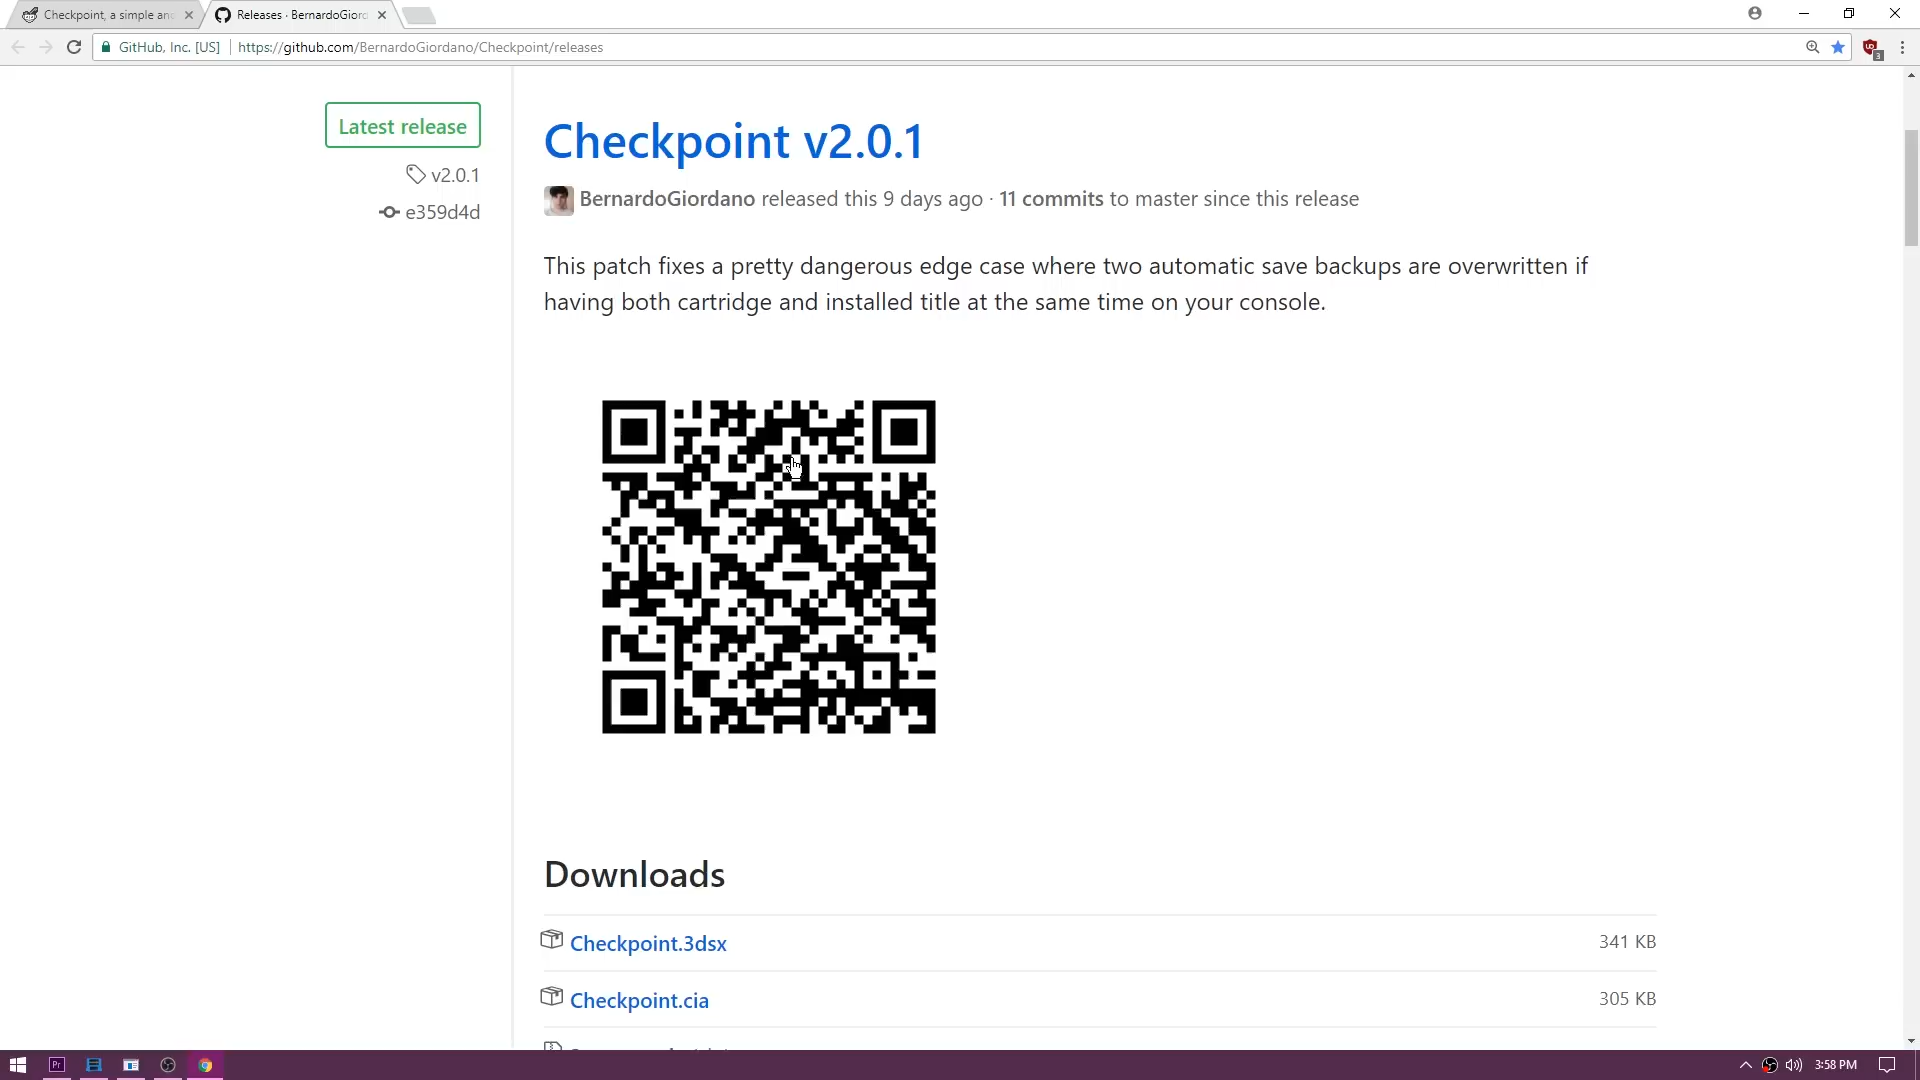 Checkpoint, a simple an
Releases · BernardoGiord
GitHub, Inc. [US]
https://github.com/BernardoGiordano/Checkpoint/releases
3
Latest release
v2.0.1
e359d4d
Checkpoint v2.0.1
BernardoGiordano released this 9 days ago · 11 commits to master since this release
This patch fixes a pretty dangerous edge case where two automatic save backups are overwritten if
having both cartridge and installed title at the same time on your console.
Downloads
Checkpoint.3dsx 341 KB
Checkpoint.cia 305 KB
Pr
3:58 PM